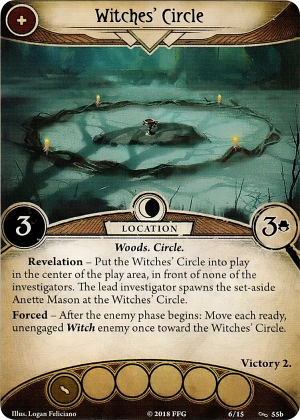 Witches' Circle
3
LOCATION
3
Woods. Circle.
Revelation – Put the Witches' Circle into play
in the center of the play area, in front of none of the
investigators. The lead investigator spawns the set-aside
Anette Mason at the Witches' Circle.
Forced – After the enemy phase begins: Move each ready,
unengaged Witch enemy once toward the Witches' Circle.
Victory 2.
Illus. Logan Feliciano © 2018 FFG 6/15 55b